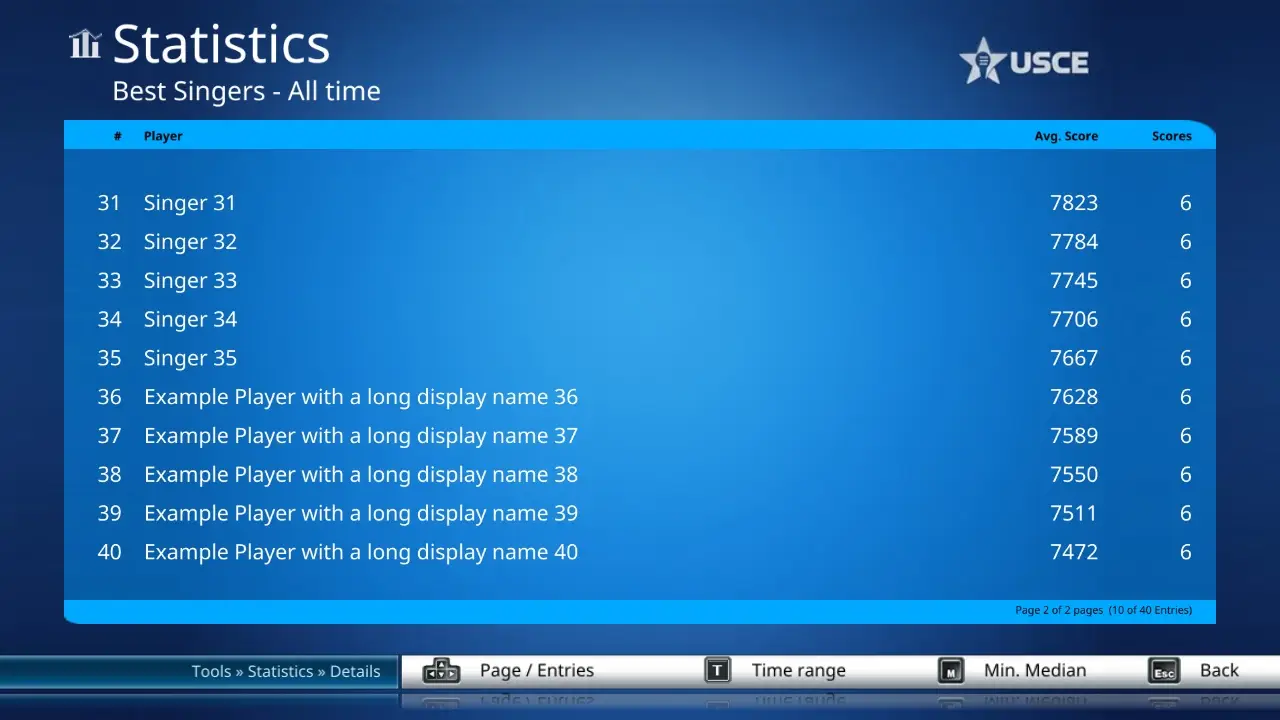 Statistics
Best Singers - All time
USCE
# Player Avg. Score Scores
31 Singer 31 7823 6
32 Singer 32 7784 6
33 Singer 33 7745 6
34 Singer 34 7706 6
35 Singer 35 7667 6
36 Example Player with a long display name 36 7628 6
37 Example Player with a long display name 37 7589 6
38 Example Player with a long display name 38 7550 6
39 Example Player with a long display name 39 7511 6
40 Example Player with a long display name 40 7472 6
Page 2 of 2 pages (10 of 40 Entries)
Tools » Statistics » Details Page / Entries T Time range M Min. Median Esc Back